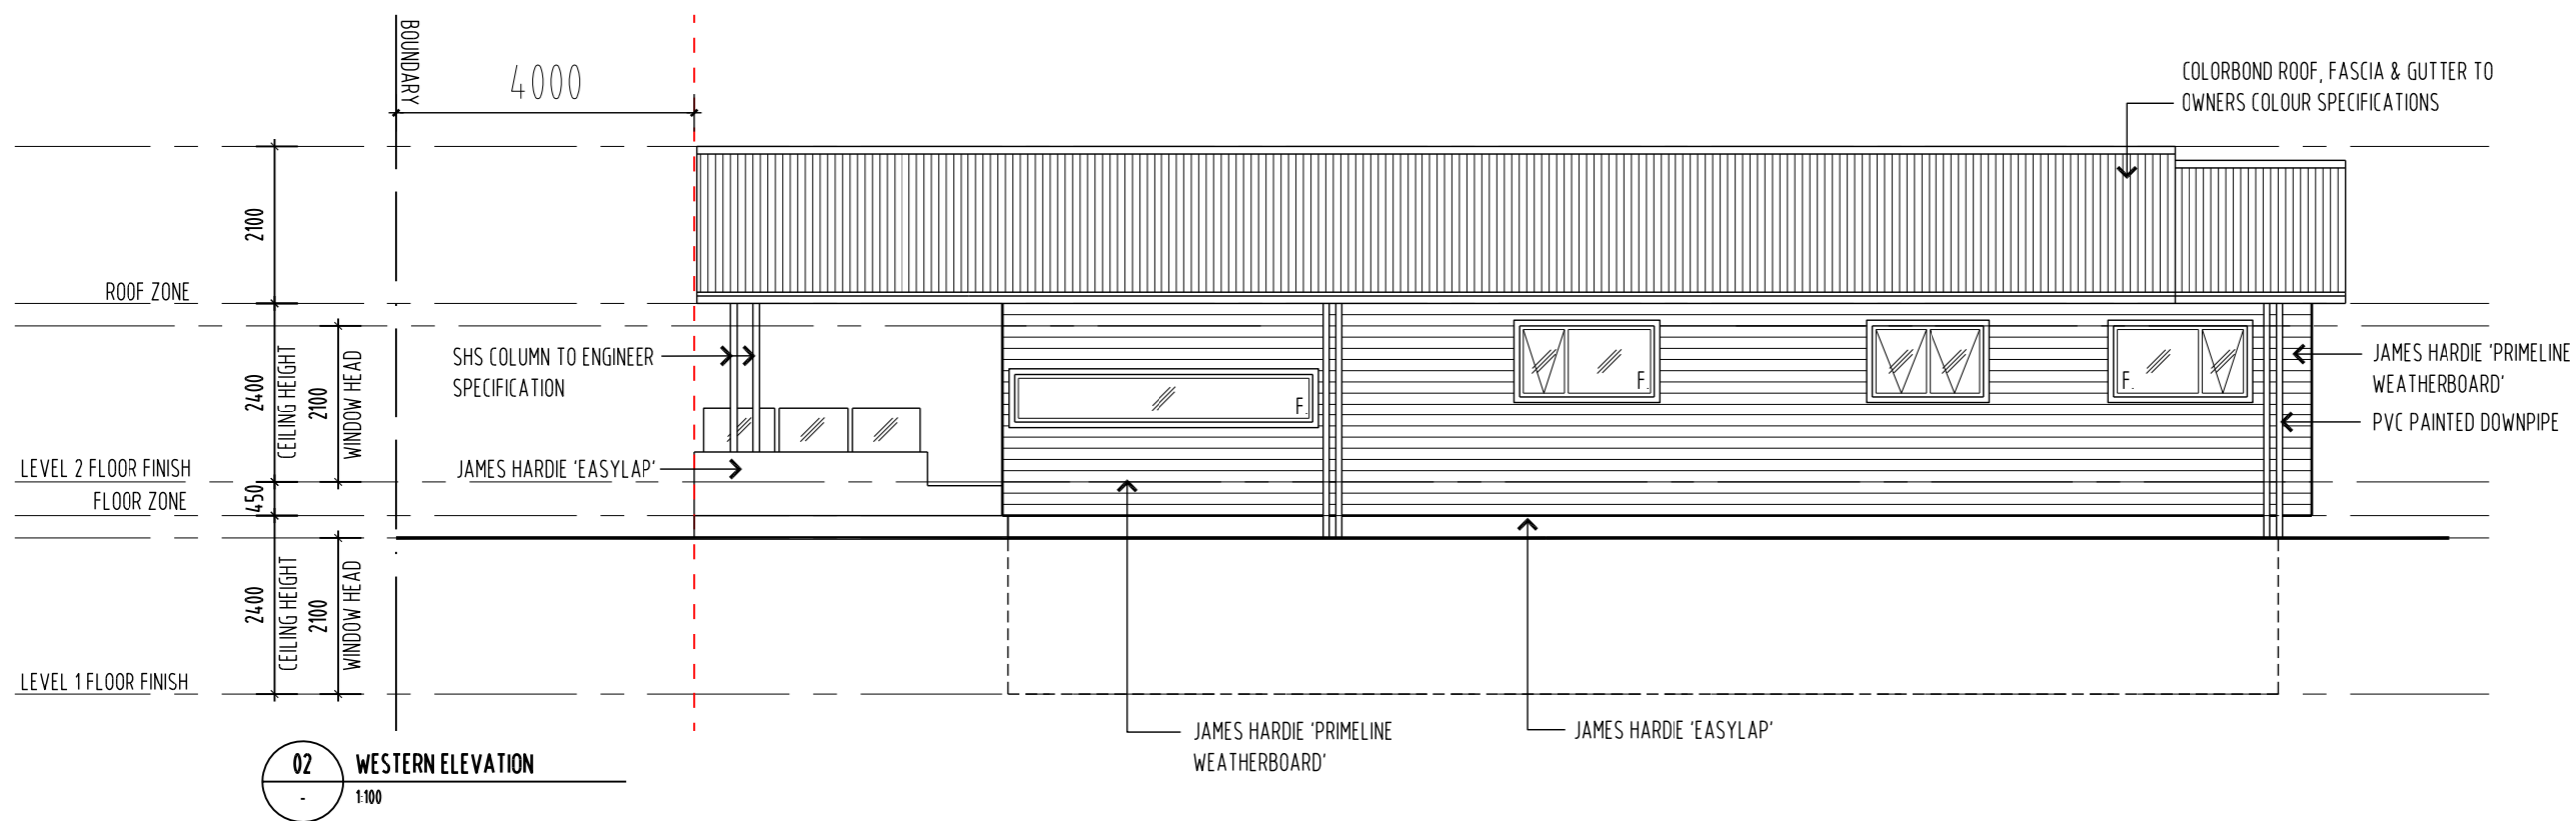 BOUNDARY
4000
COLORBOND ROOF, FASCIA & GUTTER TO
OWNERS COLOUR SPECIFICATIONS
2100
ROOF ZONE
2400
CEILING HEIGHT
2100
WINDOW HEAD
SHS COLUMN TO ENGINEER
SPECIFICATION
F.
F.
F.
JAMES HARDIE 'PRIMELINE
WEATHERBOARD'
PVC PAINTED DOWNPIPE
LEVEL 2 FLOOR FINISH
JAMES HARDIE 'EASYLAP'
FLOOR ZONE
450
2400
CEILING HEIGHT
2100
WINDOW HEAD
LEVEL 1 FLOOR FINISH
JAMES HARDIE 'PRIMELINE
WEATHERBOARD'
JAMES HARDIE 'EASYLAP'
02
-
WESTERN ELEVATION
1:100